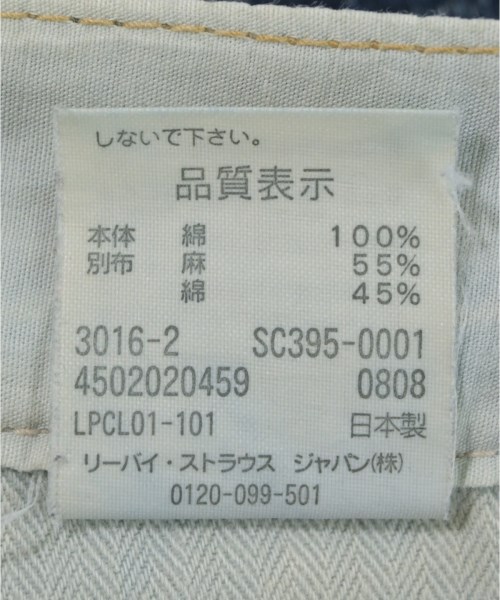 しないで下さい。
品質表示
本体 綿 100%
別布 麻 55%
綿 45%
3016-2 SC395-0001
4502020459 0808
LPCL01-101 日本製
リーバイ・ストラウス ジャパン(株)
0120-099-501